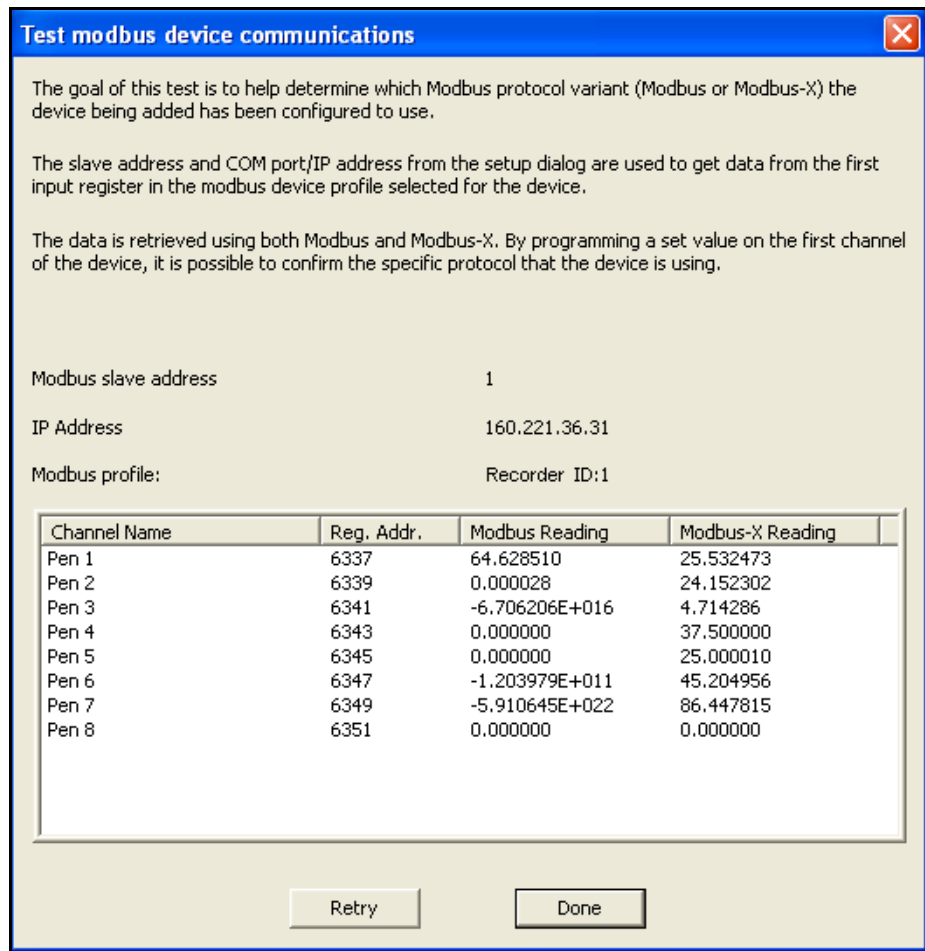 Test modbus device communications
The goal of this test is to help determine which Modbus protocol variant (Modbus or Modbus-X) the
device being added has been configured to use.
The slave address and COM port/IP address from the setup dialog are used to get data from the first
input register in the modbus device profile selected for the device.
The data is retrieved using both Modbus and Modbus-X. By programming a set value on the first channel
of the device, it is possible to confirm the specific protocol that the device is using.
Modbus slave address 1
IP Address 160.221.36.31
Modbus profile: Recorder ID:1
Channel Name Reg. Addr. Modbus Reading Modbus-X Reading
Pen 1 6337 64.628510 25.532473
Pen 2 6339 0.000028 24.152302
Pen 3 6341 -6.706206E+016 4.714286
Pen 4 6343 0.000000 37.500000
Pen 5 6345 0.000000 25.000010
Pen 6 6347 -1.203979E+011 45.204956
Pen 7 6349 -5.910645E+022 86.447815
Pen 8 6351 0.000000 0.000000
Retry Done